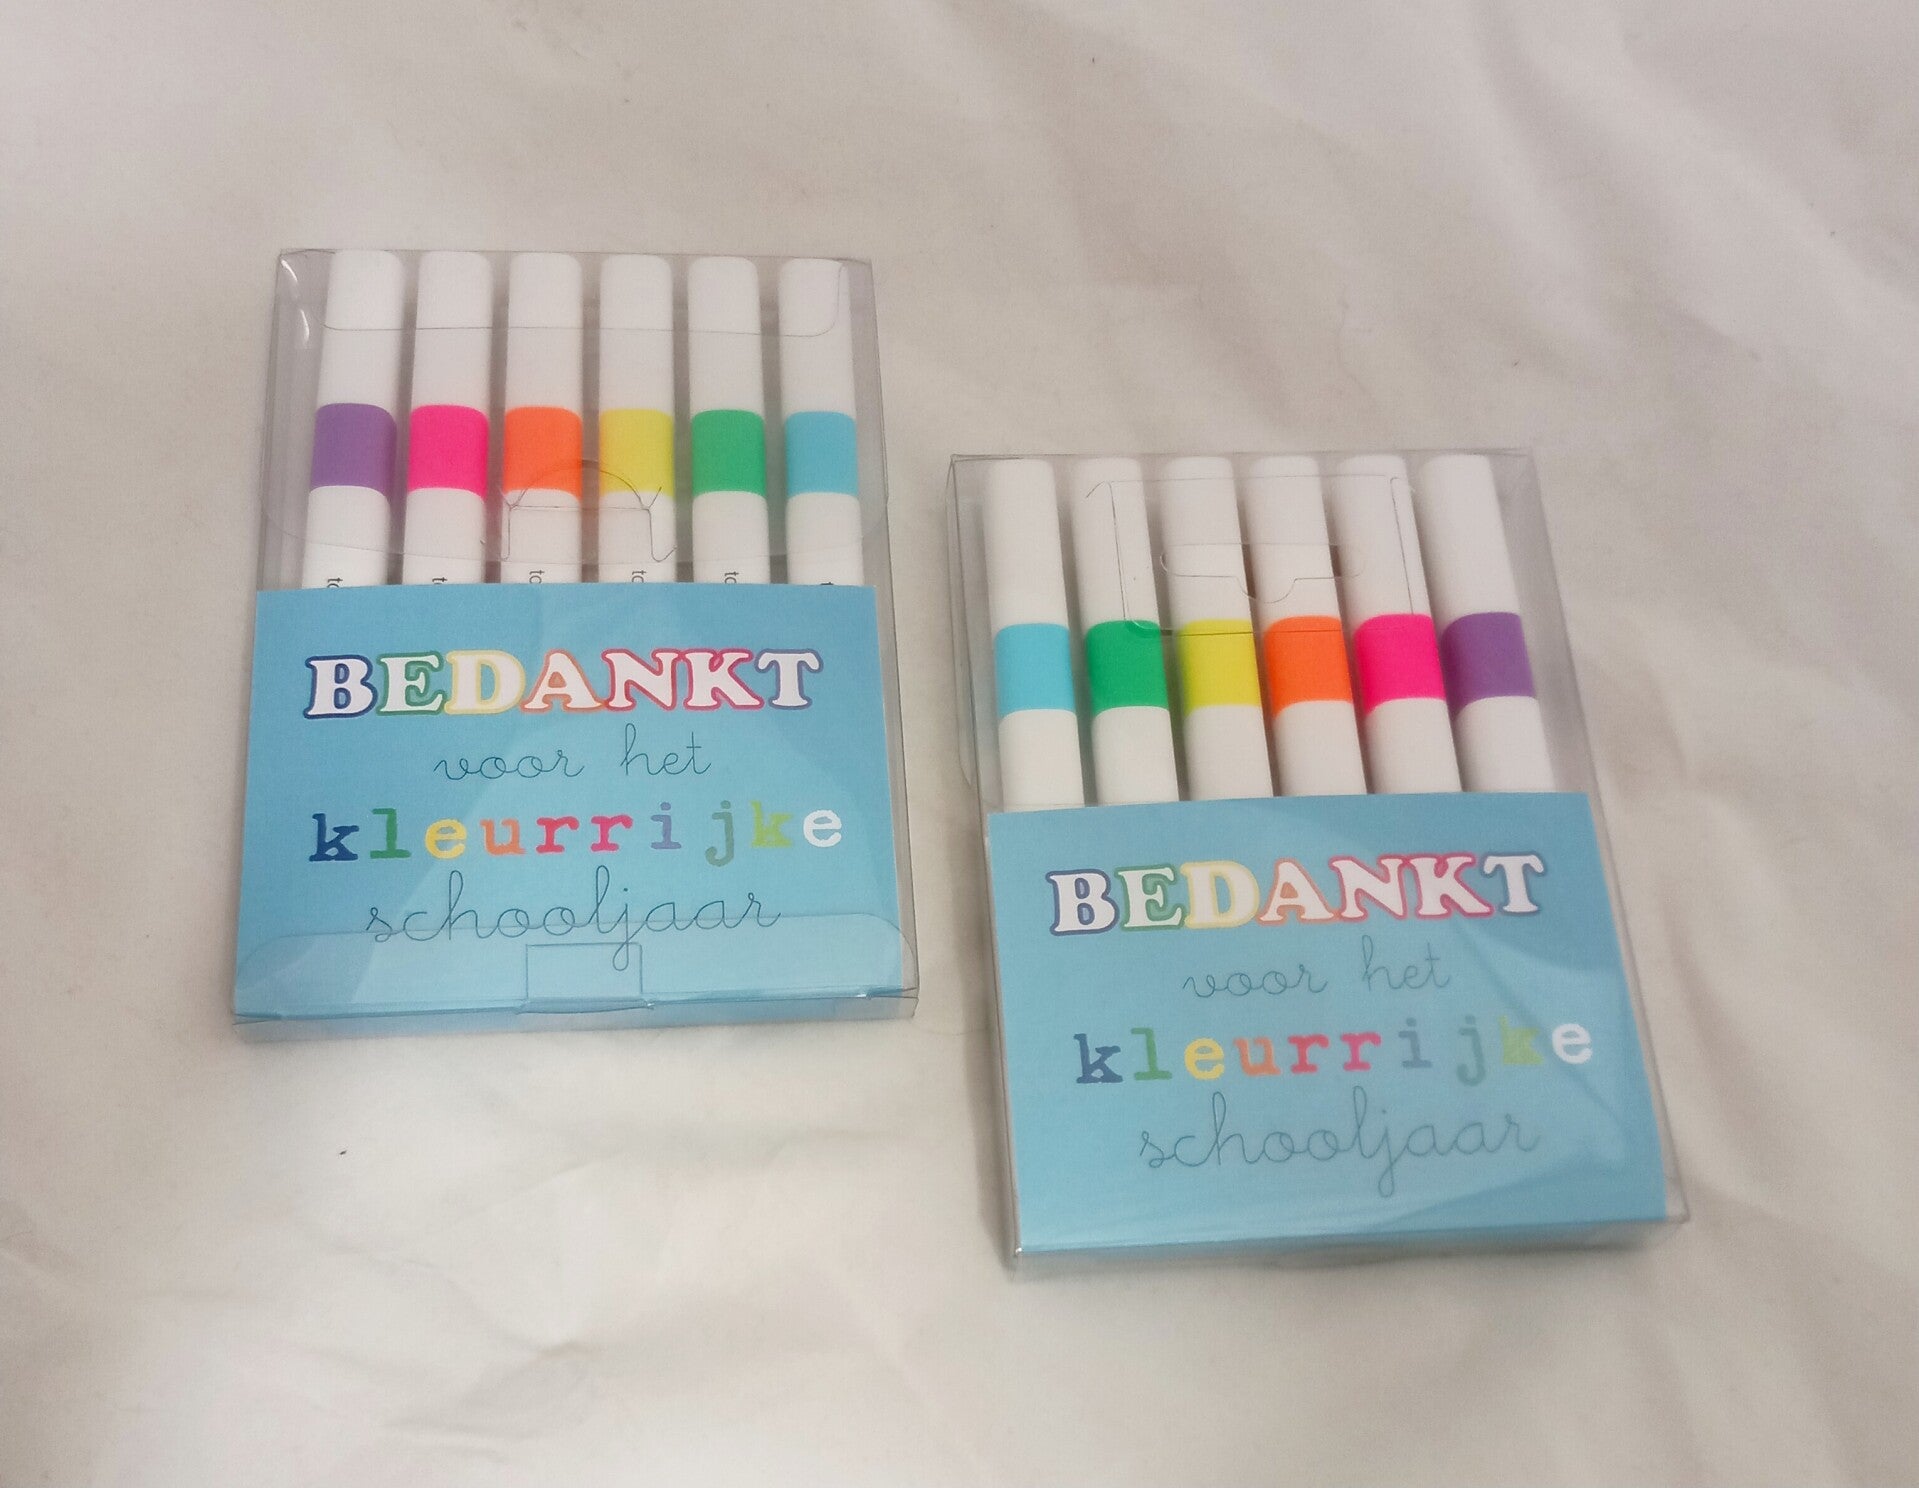 BEDANKT
voor het
kleurrijke
schooljaar
BEDANKT
voor het
kleurrijke
schooljaar